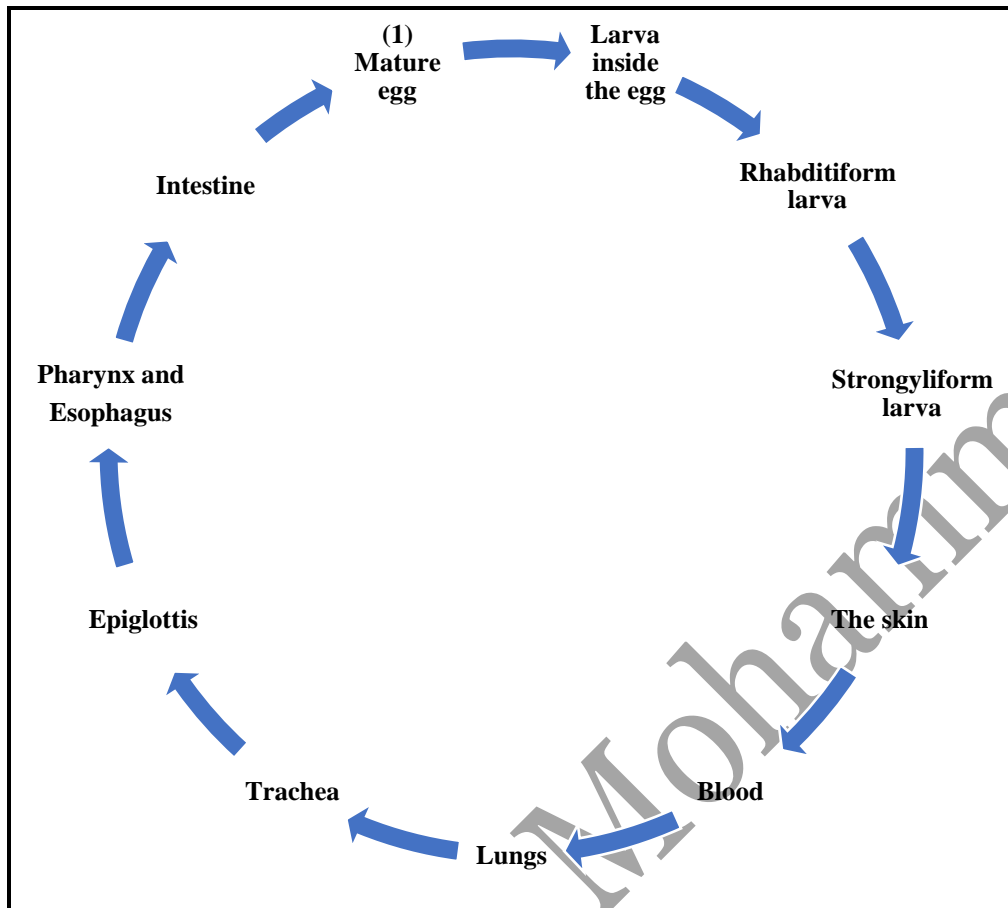 (1)
Mature
egg
Larva
inside
the egg
Rhabditiform
larva
Strongyliform
larva
The skin
Blood
Lungs
Trachea
Epiglottis
Pharynx and
Esophagus
Intestine